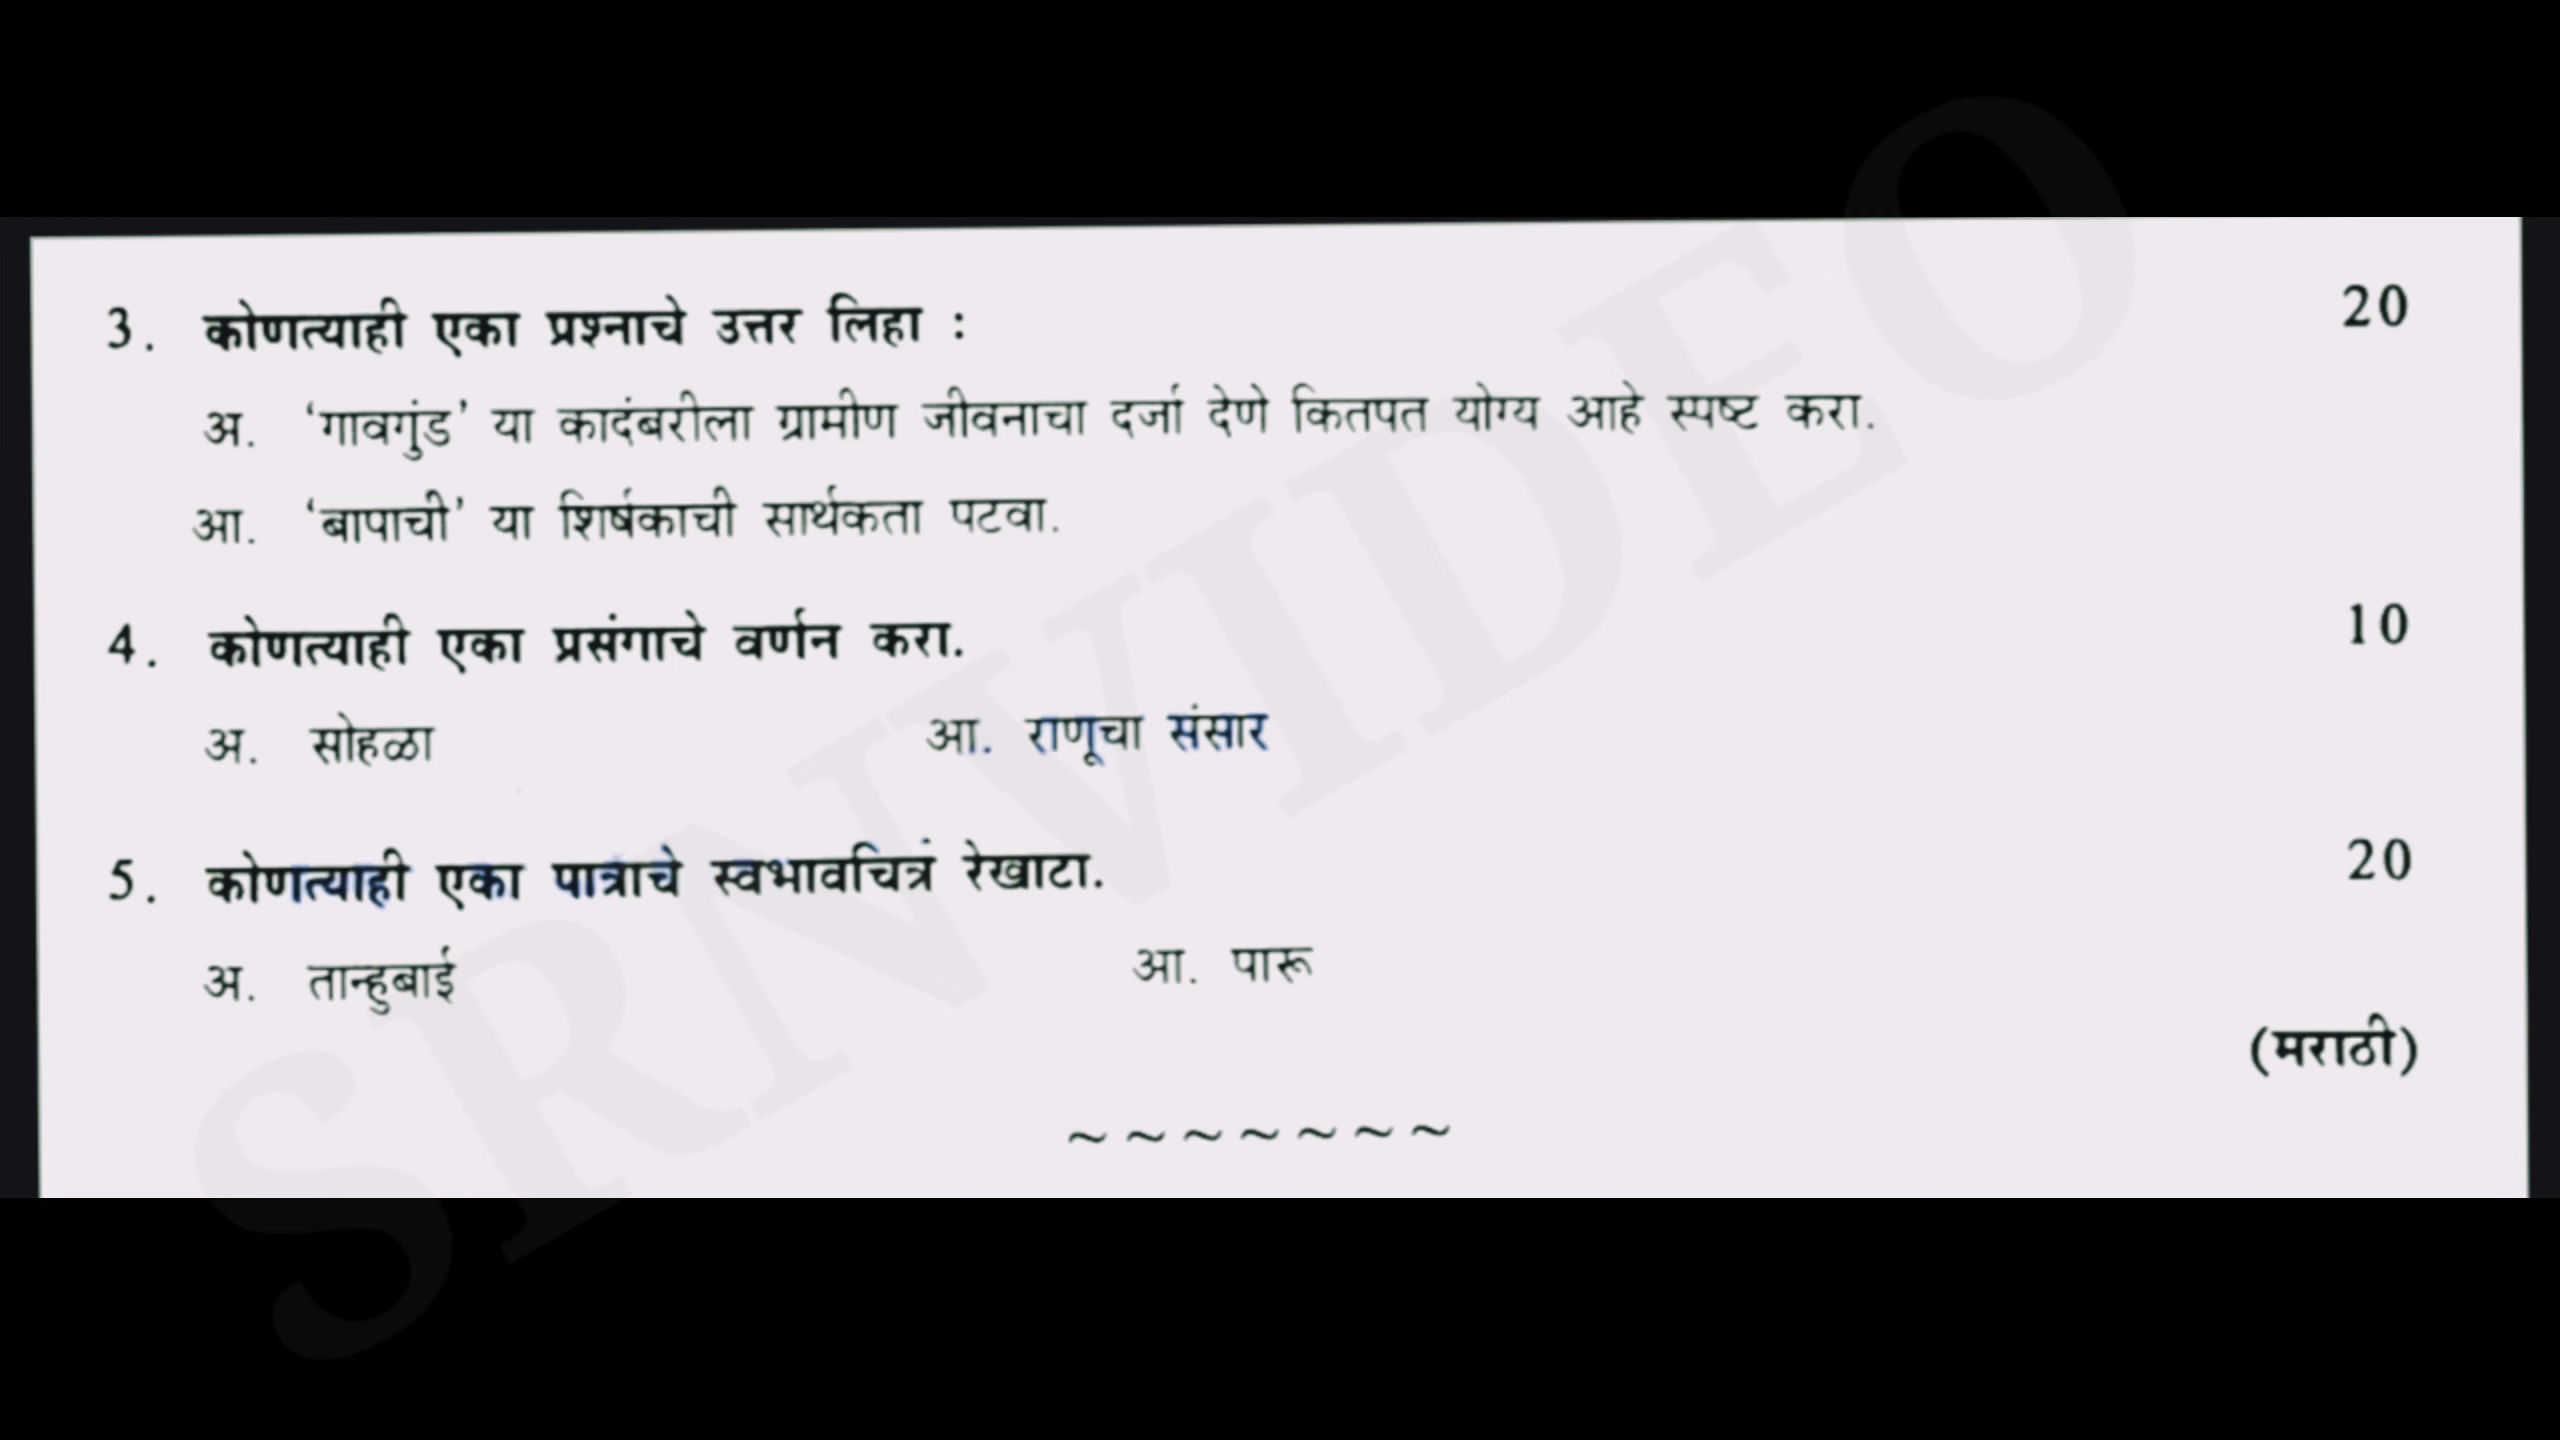 3. कोणत्याही एका प्रश्नाचे उत्तर लिहा : 20
अ. ‘गावगुंड’ या कादंबरीला ग्रामीण जीवनाचा दर्जा देणे कितपत योग्य आहे स्पष्ट करा.
आ. ‘बापाची’ या शिर्षकाची सार्थकता पटवा.
4. कोणत्याही एका प्रसंगाचे वर्णन करा. 10
अ. सोहळा आ. राणूचा संसार
5. कोणत्याही एका पात्राचे स्वभावचित्रं रेखाटा. 20
अ. तान्हुबाई आ. पारू
(मराठी)
~ ~ ~ ~ ~ ~ ~
SRNVIDEO